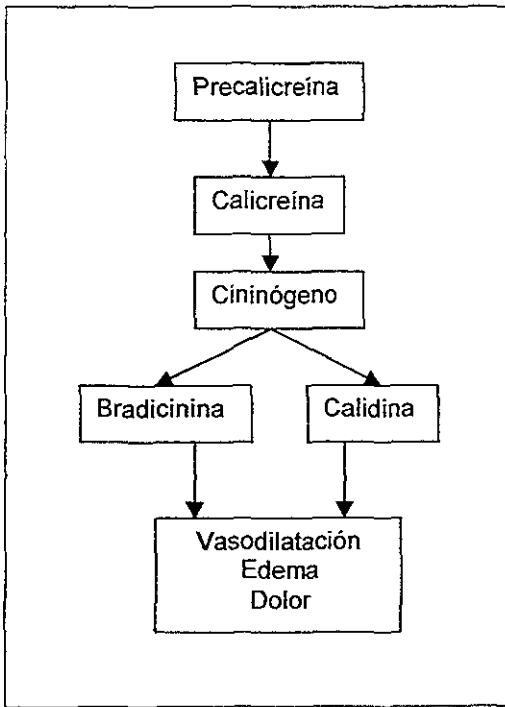 Precalicreína
Calicreína
Cininógeno
Bradicinina
Calidina
Vasodilatación
Edema
Dolor